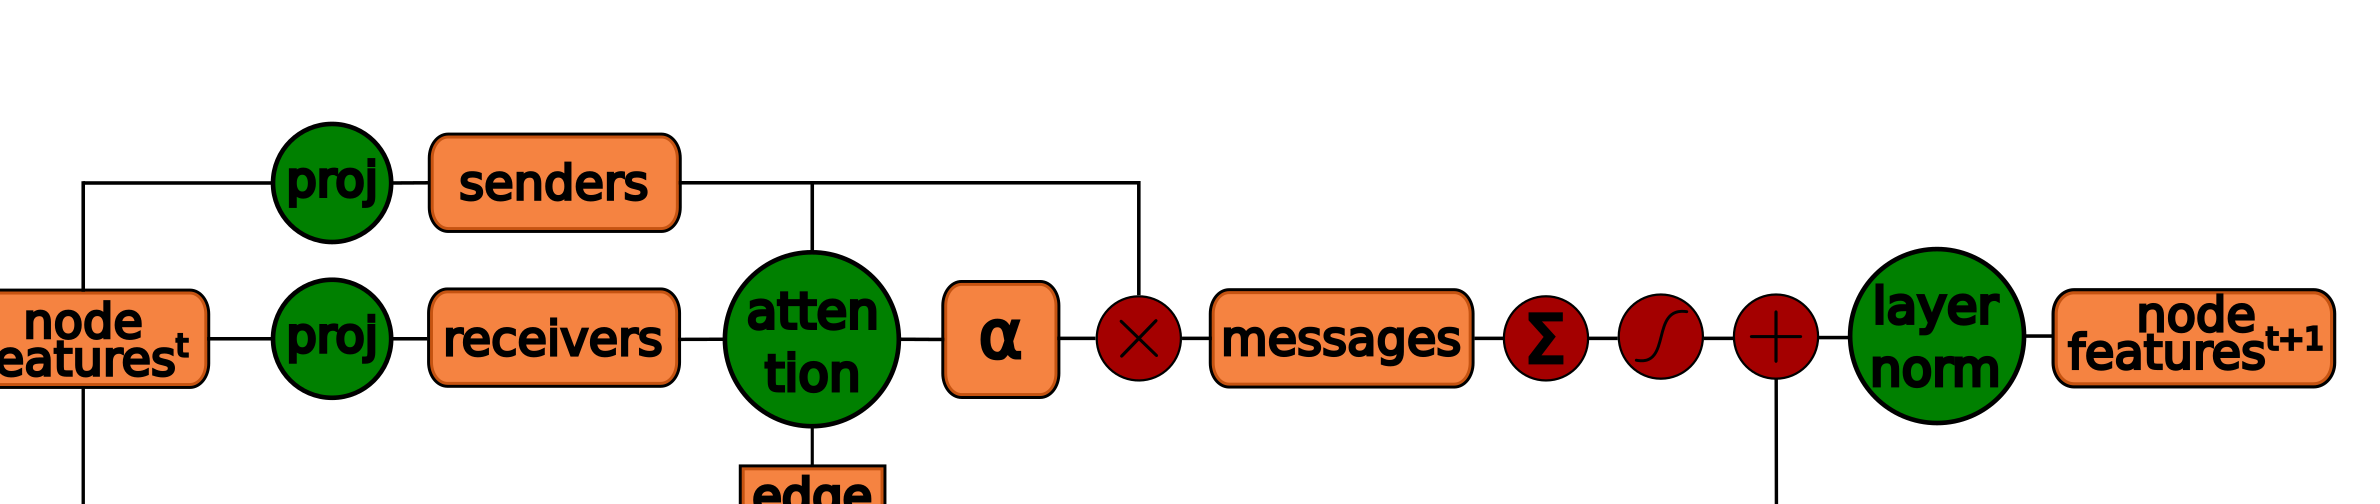 proj
senders
node
eatures^t
proj
receivers
atten
tion
α
messages
Σ
layer
norm
node
features^t+1
edge